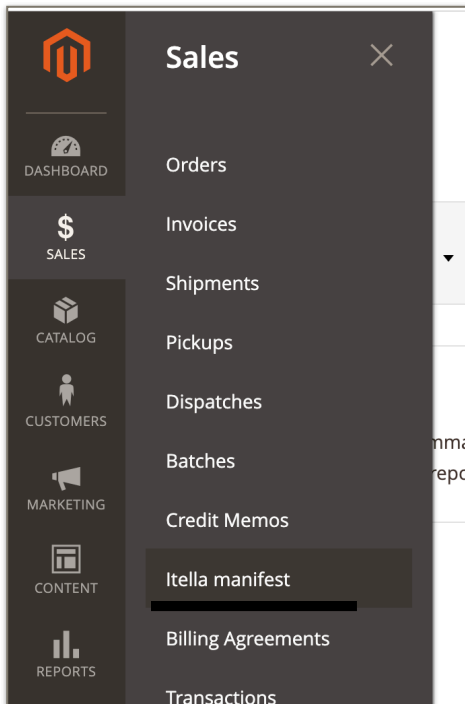 Sales
DASHBOARD
SALES
CATALOG
CUSTOMERS
MARKETING
CONTENT
REPORTS
Orders
Invoices
Shipments
Pickups
Dispatches
Batches
Credit Memos
Itella manifest
Billing Agreements
Transactions